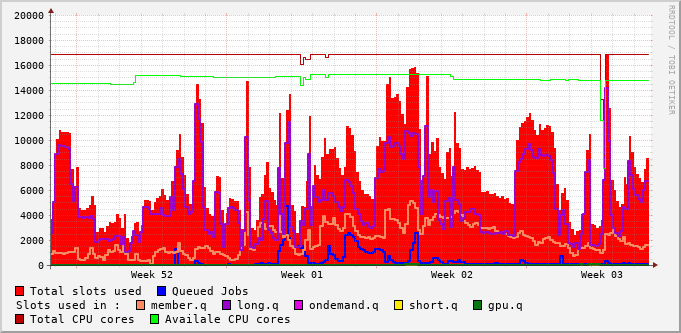 20000
18000
16000
14000
12000
10000
8000
6000
4000
2000
0
Week 52 Week 01 Week 02 Week 03
Total slots used Queued Jobs
Slots used in : member.q long.q ondemand.q short.q gpu.q
Total CPU cores Availale CPU cores
RRDTOOL / TOBI OETIKER